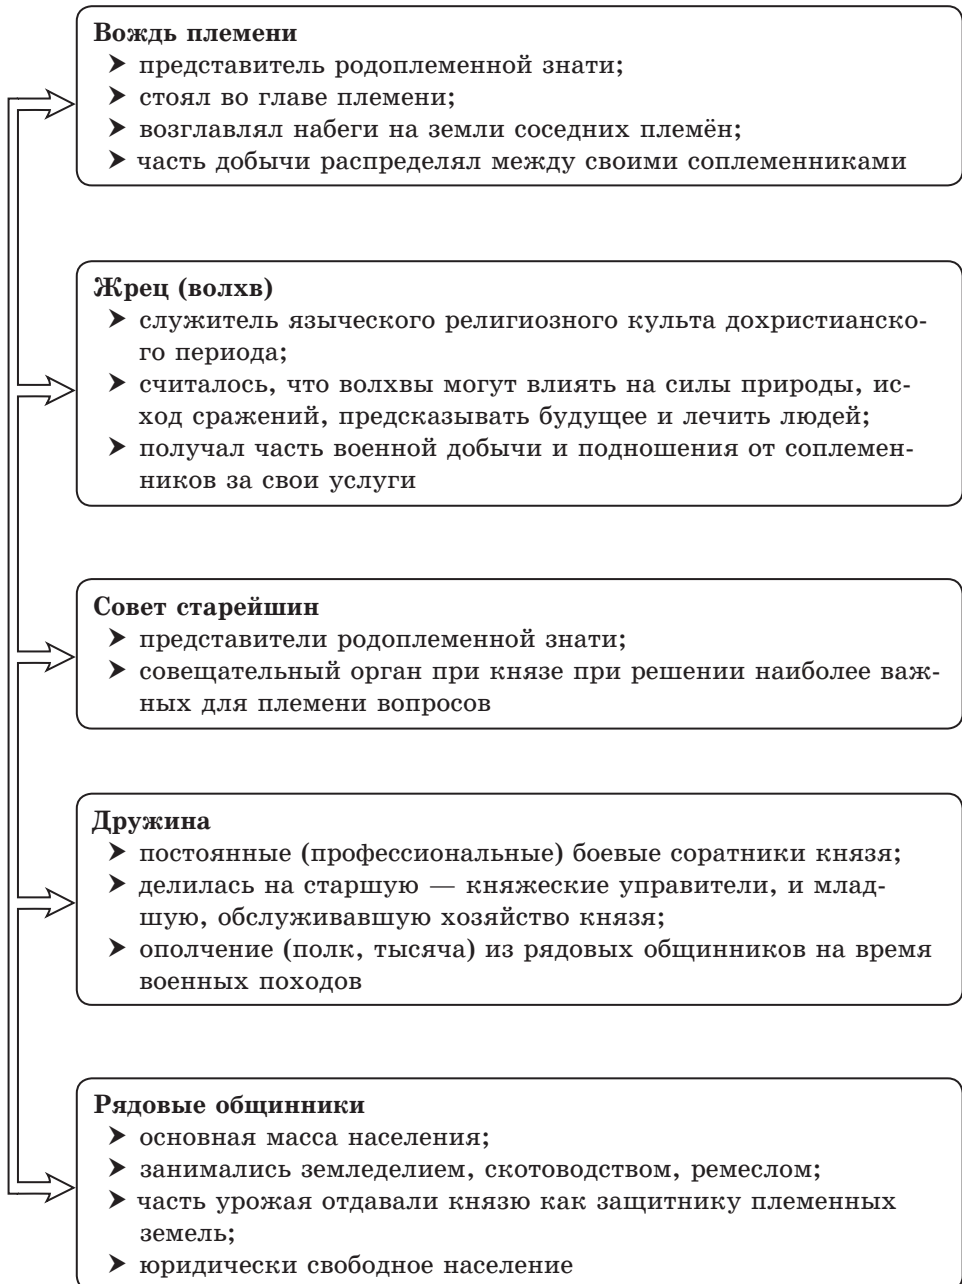 Вождь племени
➤ представитель родоплеменной знати;
➤ стоял во главе племени;
➤ возглавлял набеги на земли соседних племён;
➤ часть добычи распределял между своими соплеменниками
Жрец (волхв)
➤ служитель языческого религиозного культа дохристианско-
го периода;
➤ считалось, что волхвы могут влиять на силы природы, ис-
ход сражений, предсказывать будущее и лечить людей;
➤ получал часть военной добычи и подношения от соплемен-
ников за свои услуги
Совет старейшин
➤ представители родоплеменной знати;
➤ совещательный орган при князе при решении наиболее важ-
ных для племени вопросов
Дружина
➤ постоянные (профессиональные) боевые соратники князя;
➤ делилась на старшую — княжеские управители, и млад-
шую, обслуживавшую хозяйство князя;
➤ ополчение (полк, тысяча) из рядовых общинников на время
военных походов
Рядовые общинники
➤ основная масса населения;
➤ занимались земледелием, скотоводством, ремеслом;
➤ часть урожая отдавали князю как защитнику племенных
земель;
➤ юридически свободное население